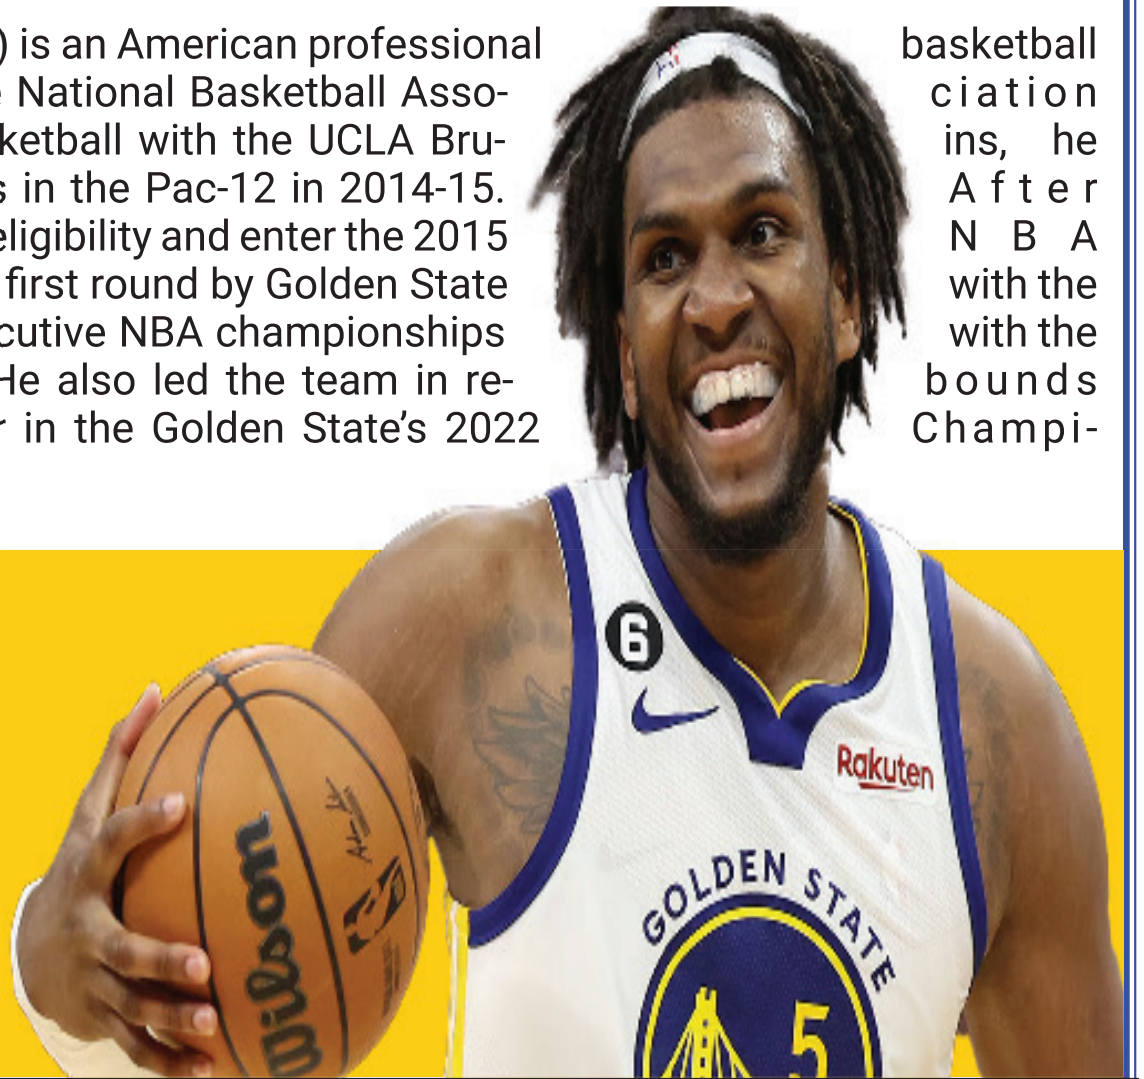 ) is an American professional basketball
National Basketball Asso- ciation
ketball with the UCLA Bru- ins, he
s in the Pac-12 in 2014-15. After
eligibility and enter the 2015 NBA
first round by Golden State with the
cutive NBA championships with the
He also led the team in re- bounds
r in the Golden State’s 2022 Champi-
6
Rakuten
GOLDEN STATE
5
Wilson